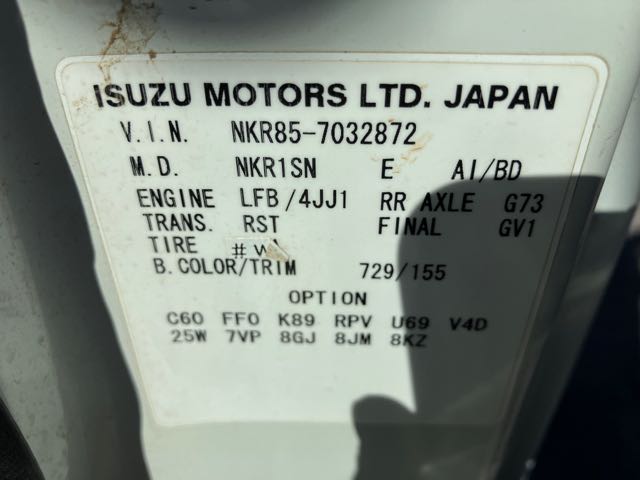 ISUZU MOTORS LTD. JAPAN
V.I.N. NKR85-7032872
M.D. NKR1SN E AI/BD
ENGINE LFB/4JJ1 RR AXLE G73
TRANS. RST FINAL GV1
TIRE #
B.COLOR/TRIM 729/155
OPTION
C60 FF0 K89 RPV U69 V4D
25W 7VP 8GJ 8JM 8KZ